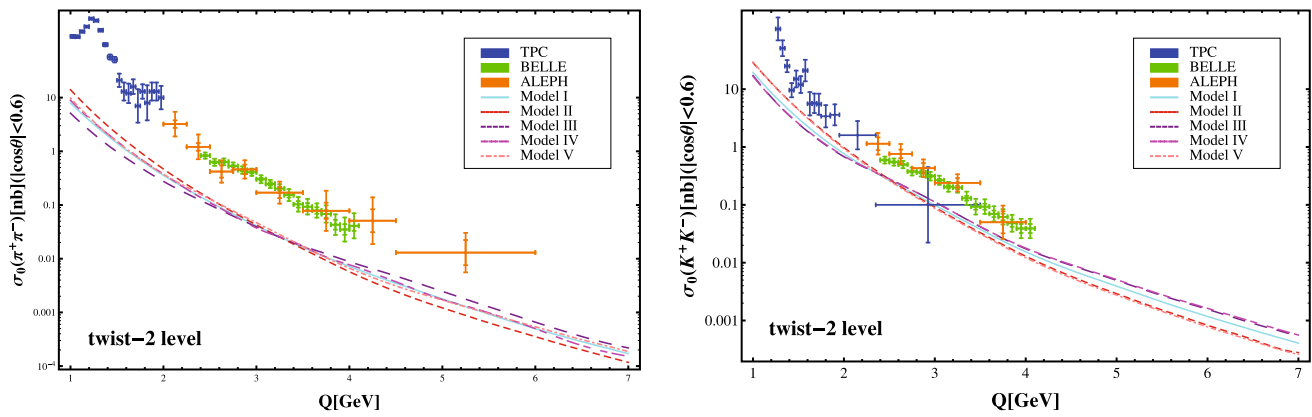 σ₀(π⁺π⁻)[nb](|cosθ|<0.6)
10
1
0.1
0.01
0.001
10⁻⁴
TPC
BELLE
ALEPH
Model I
Model II
Model III
Model IV
Model V
twist−2 level
1 2 3 4 5 6 7
Q[GeV]
σ₀(K⁺K⁻)[nb](|cosθ|<0.6)
10
1
0.1
0.01
0.001
TPC
BELLE
ALEPH
Model I
Model II
Model III
Model IV
Model V
twist−2 level
1 2 3 4 5 6 7
Q[GeV]